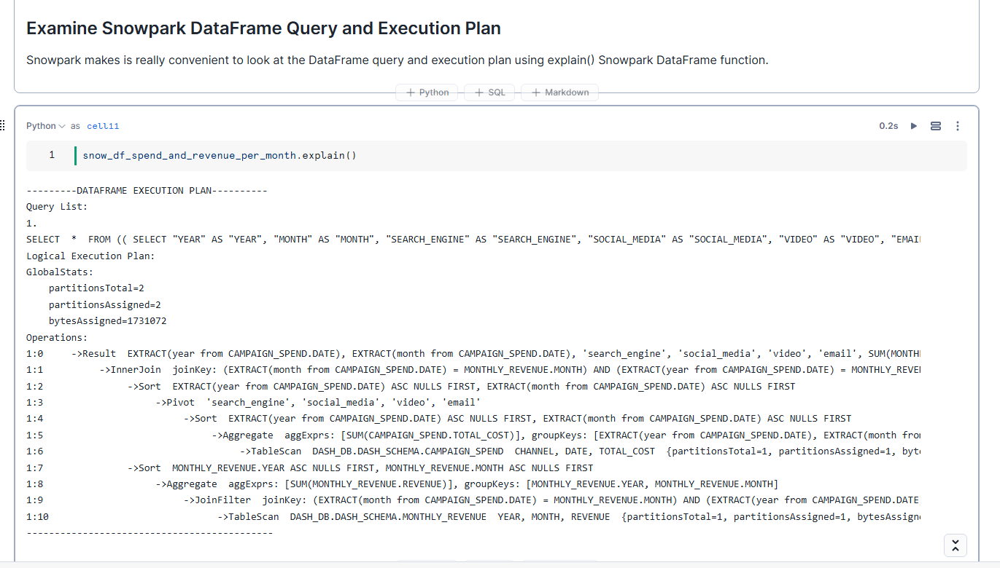 Examine Snowpark DataFrame Query and Execution Plan
Snowpark makes is really convenient to look at the DataFrame query and execution plan using explain() Snowpark DataFrame function.
+ Python + SQL + Markdown
Python as cell11 0.2s
1 snow_df_spend_and_revenue_per_month.explain()
---------DATAFRAME EXECUTION PLAN----------
Query List:
1.
SELECT  *  FROM (( SELECT "YEAR" AS "YEAR", "MONTH" AS "MONTH", "SEARCH_ENGINE" AS "SEARCH_ENGINE", "SOCIAL_MEDIA" AS "SOCIAL_MEDIA", "VIDEO" AS "VIDEO", "EMAI
Logical Execution Plan:
GlobalStats:
    partitionsTotal=2
    partitionsAssigned=2
    bytesAssigned=1731072
Operations:
1:0     ->Result  EXTRACT(year from CAMPAIGN_SPEND.DATE), EXTRACT(month from CAMPAIGN_SPEND.DATE), 'search_engine', 'social_media', 'video', 'email', SUM(MONTH
1:1          ->InnerJoin  joinKey: (EXTRACT(month from CAMPAIGN_SPEND.DATE) = MONTHLY_REVENUE.MONTH) AND (EXTRACT(year from CAMPAIGN_SPEND.DATE) = MONTHLY_REVE
1:2               ->Sort  EXTRACT(year from CAMPAIGN_SPEND.DATE) ASC NULLS FIRST, EXTRACT(month from CAMPAIGN_SPEND.DATE) ASC NULLS FIRST
1:3                    ->Pivot  'search_engine', 'social_media', 'video', 'email'
1:4                         ->Sort  EXTRACT(year from CAMPAIGN_SPEND.DATE) ASC NULLS FIRST, EXTRACT(month from CAMPAIGN_SPEND.DATE) ASC NULLS FIRST
1:5                              ->Aggregate  aggExprs: [SUM(CAMPAIGN_SPEND.TOTAL_COST)], groupKeys: [EXTRACT(year from CAMPAIGN_SPEND.DATE), EXTRACT(month fro
1:6                                   ->TableScan  DASH_DB.DASH_SCHEMA.CAMPAIGN_SPEND  CHANNEL, DATE, TOTAL_COST  {partitionsTotal=1, partitionsAssigned=1, byt
1:7               ->Sort  MONTHLY_REVENUE.YEAR ASC NULLS FIRST, MONTHLY_REVENUE.MONTH ASC NULLS FIRST
1:8                    ->Aggregate  aggExprs: [SUM(MONTHLY_REVENUE.REVENUE)], groupKeys: [MONTHLY_REVENUE.YEAR, MONTHLY_REVENUE.MONTH]
1:9                         ->JoinFilter  joinKey: (EXTRACT(month from CAMPAIGN_SPEND.DATE) = MONTHLY_REVENUE.MONTH) AND (EXTRACT(year from CAMPAIGN_SPEND.DATE
1:10                              ->TableScan  DASH_DB.DASH_SCHEMA.MONTHLY_REVENUE  YEAR, MONTH, REVENUE  {partitionsTotal=1, partitionsAssigned=1, bytesAssign
--------------------------------------------